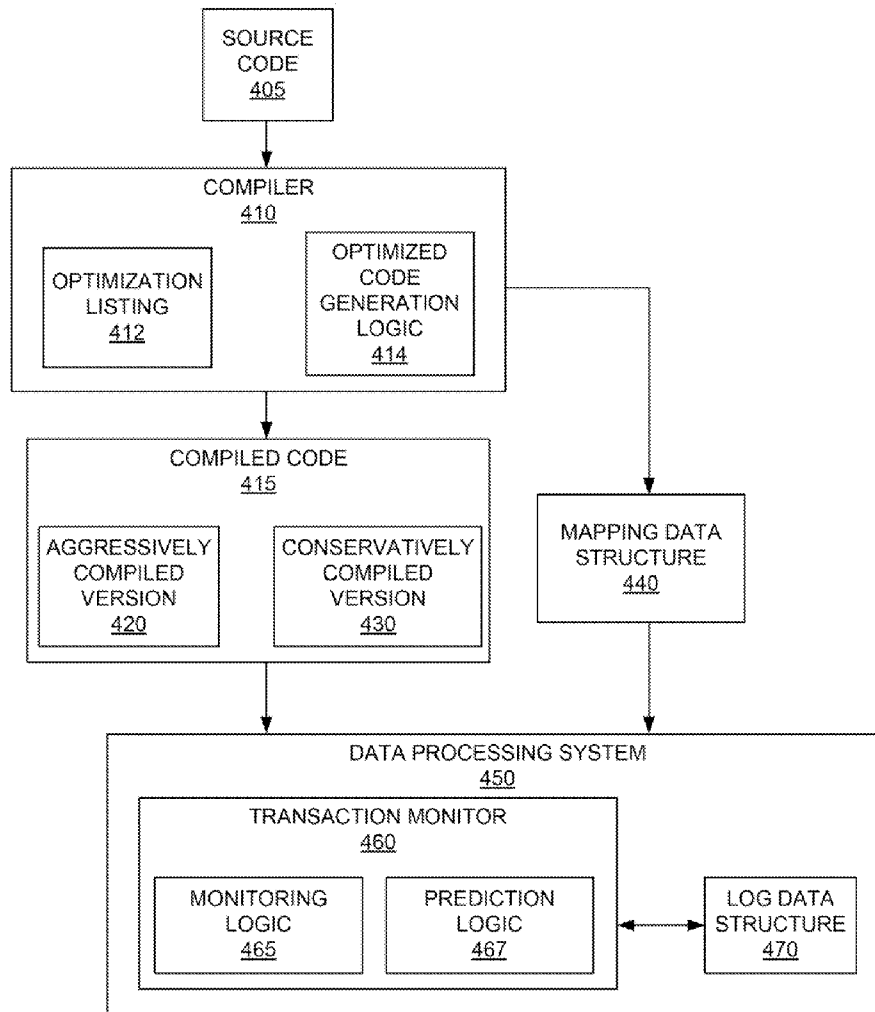 SOURCE
CODE
405
COMPILER
410
OPTIMIZATION
LISTING
412
OPTIMIZED
CODE
GENERATION
LOGIC
414
COMPILED CODE
415
AGGRESSIVELY
COMPILED
VERSION
420
CONSERVATIVELY
COMPILED
VERSION
430
MAPPING DATA
STRUCTURE
440
DATA PROCESSING SYSTEM
450
TRANSACTION MONITOR
460
MONITORING
LOGIC
465
PREDICTION
LOGIC
467
LOG DATA
STRUCTURE
470